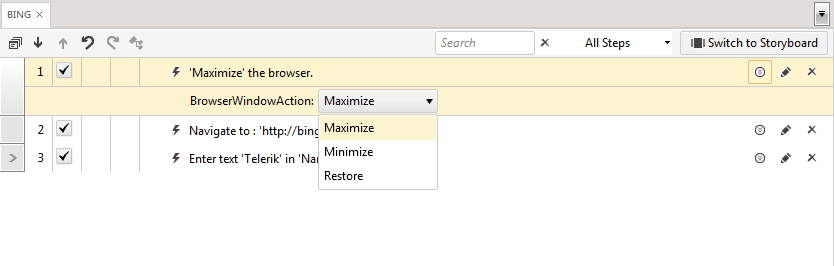 BING
Search
All Steps
Switch to Storyboard
1 'Maximize' the browser.
BrowserWindowAction: Maximize
Maximize
Minimize
Restore
2 Navigate to : 'http://bing
3 Enter text 'Telerik' in 'Nar